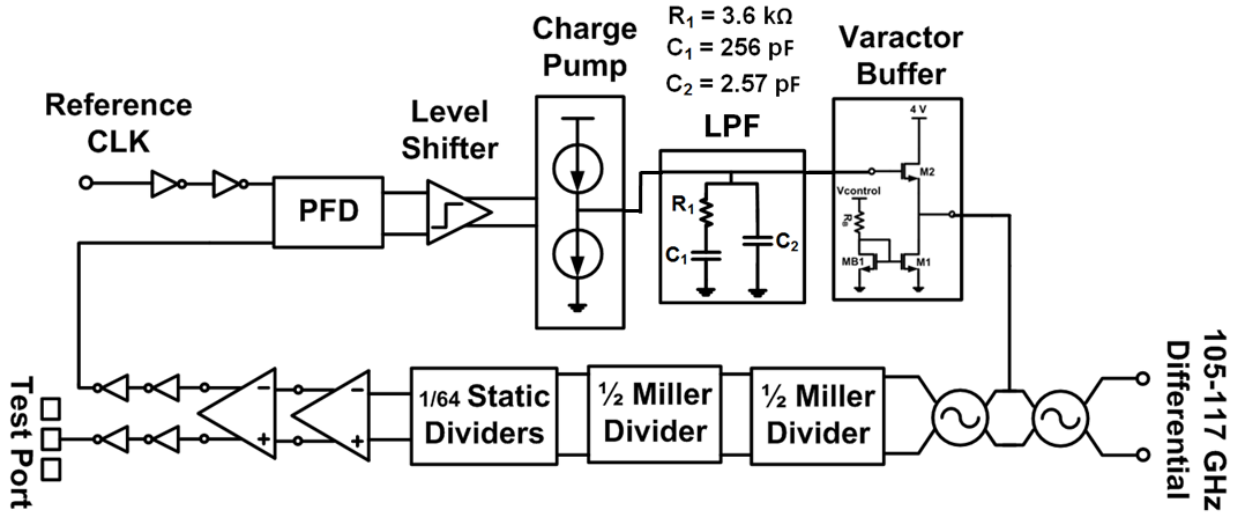 Reference
CLK
PFD
Level
Shifter
Charge
Pump
R₁ = 3.6 kΩ
C₁ = 256 pF
C₂ = 2.57 pF
LPF
R₁
C₁
C₂
Varactor
Buffer
4 V
M2
Vcontrol
RB
MB1
M1
105-117 GHz
Differential
½ Miller
Divider
½ Miller
Divider
1/64 Static
Dividers
−
+
−
+
Test Port